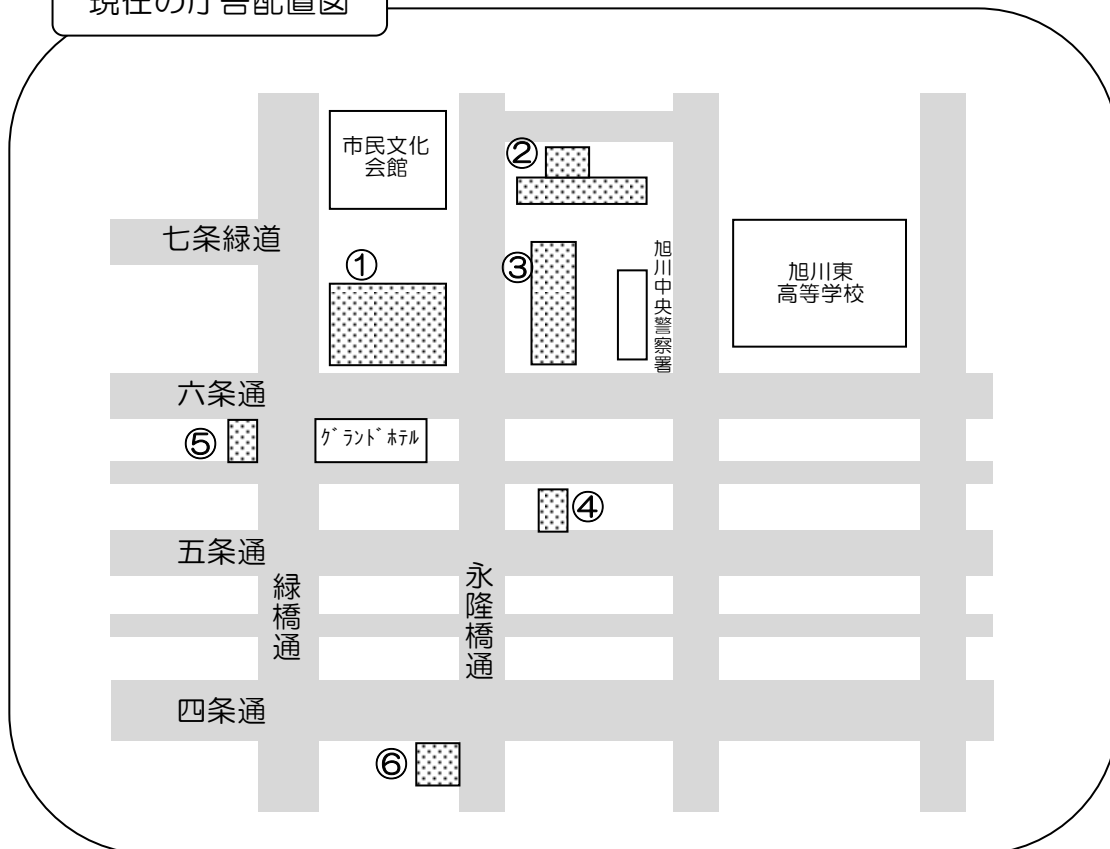 現在の庁舎配置図
市民文化
会館
②
七条緑道
①
③
旭川中央警察署
旭川東
高等学校
六条通
⑤
グランドホテル
④
五条通
緑橋通
永隆橋通
四条通
⑥